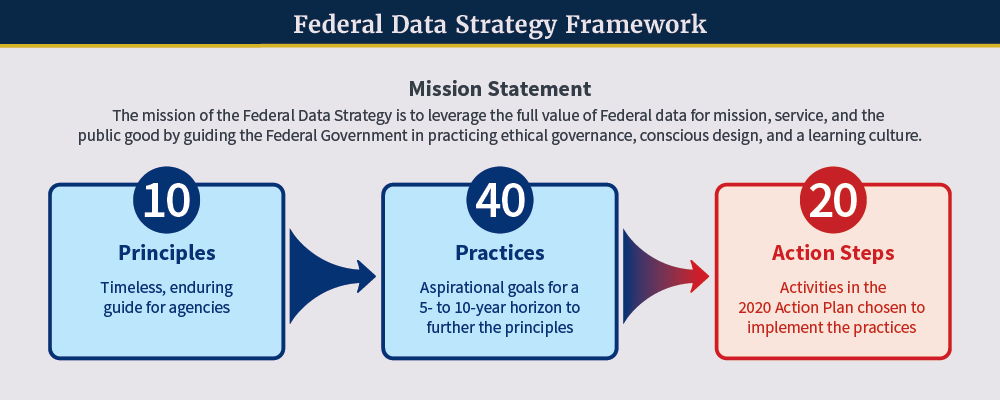 Federal Data Strategy Framework
Mission Statement
The mission of the Federal Data Strategy is to leverage the full value of Federal data for mission, service, and the
public good by guiding the Federal Government in practicing ethical governance, conscious design, and a learning culture.
10
Principles
Timeless, enduring
guide for agencies
40
Practices
Aspirational goals for a
5- to 10-year horizon to
further the principles
20
Action Steps
Activities in the
2020 Action Plan chosen to
implement the practices